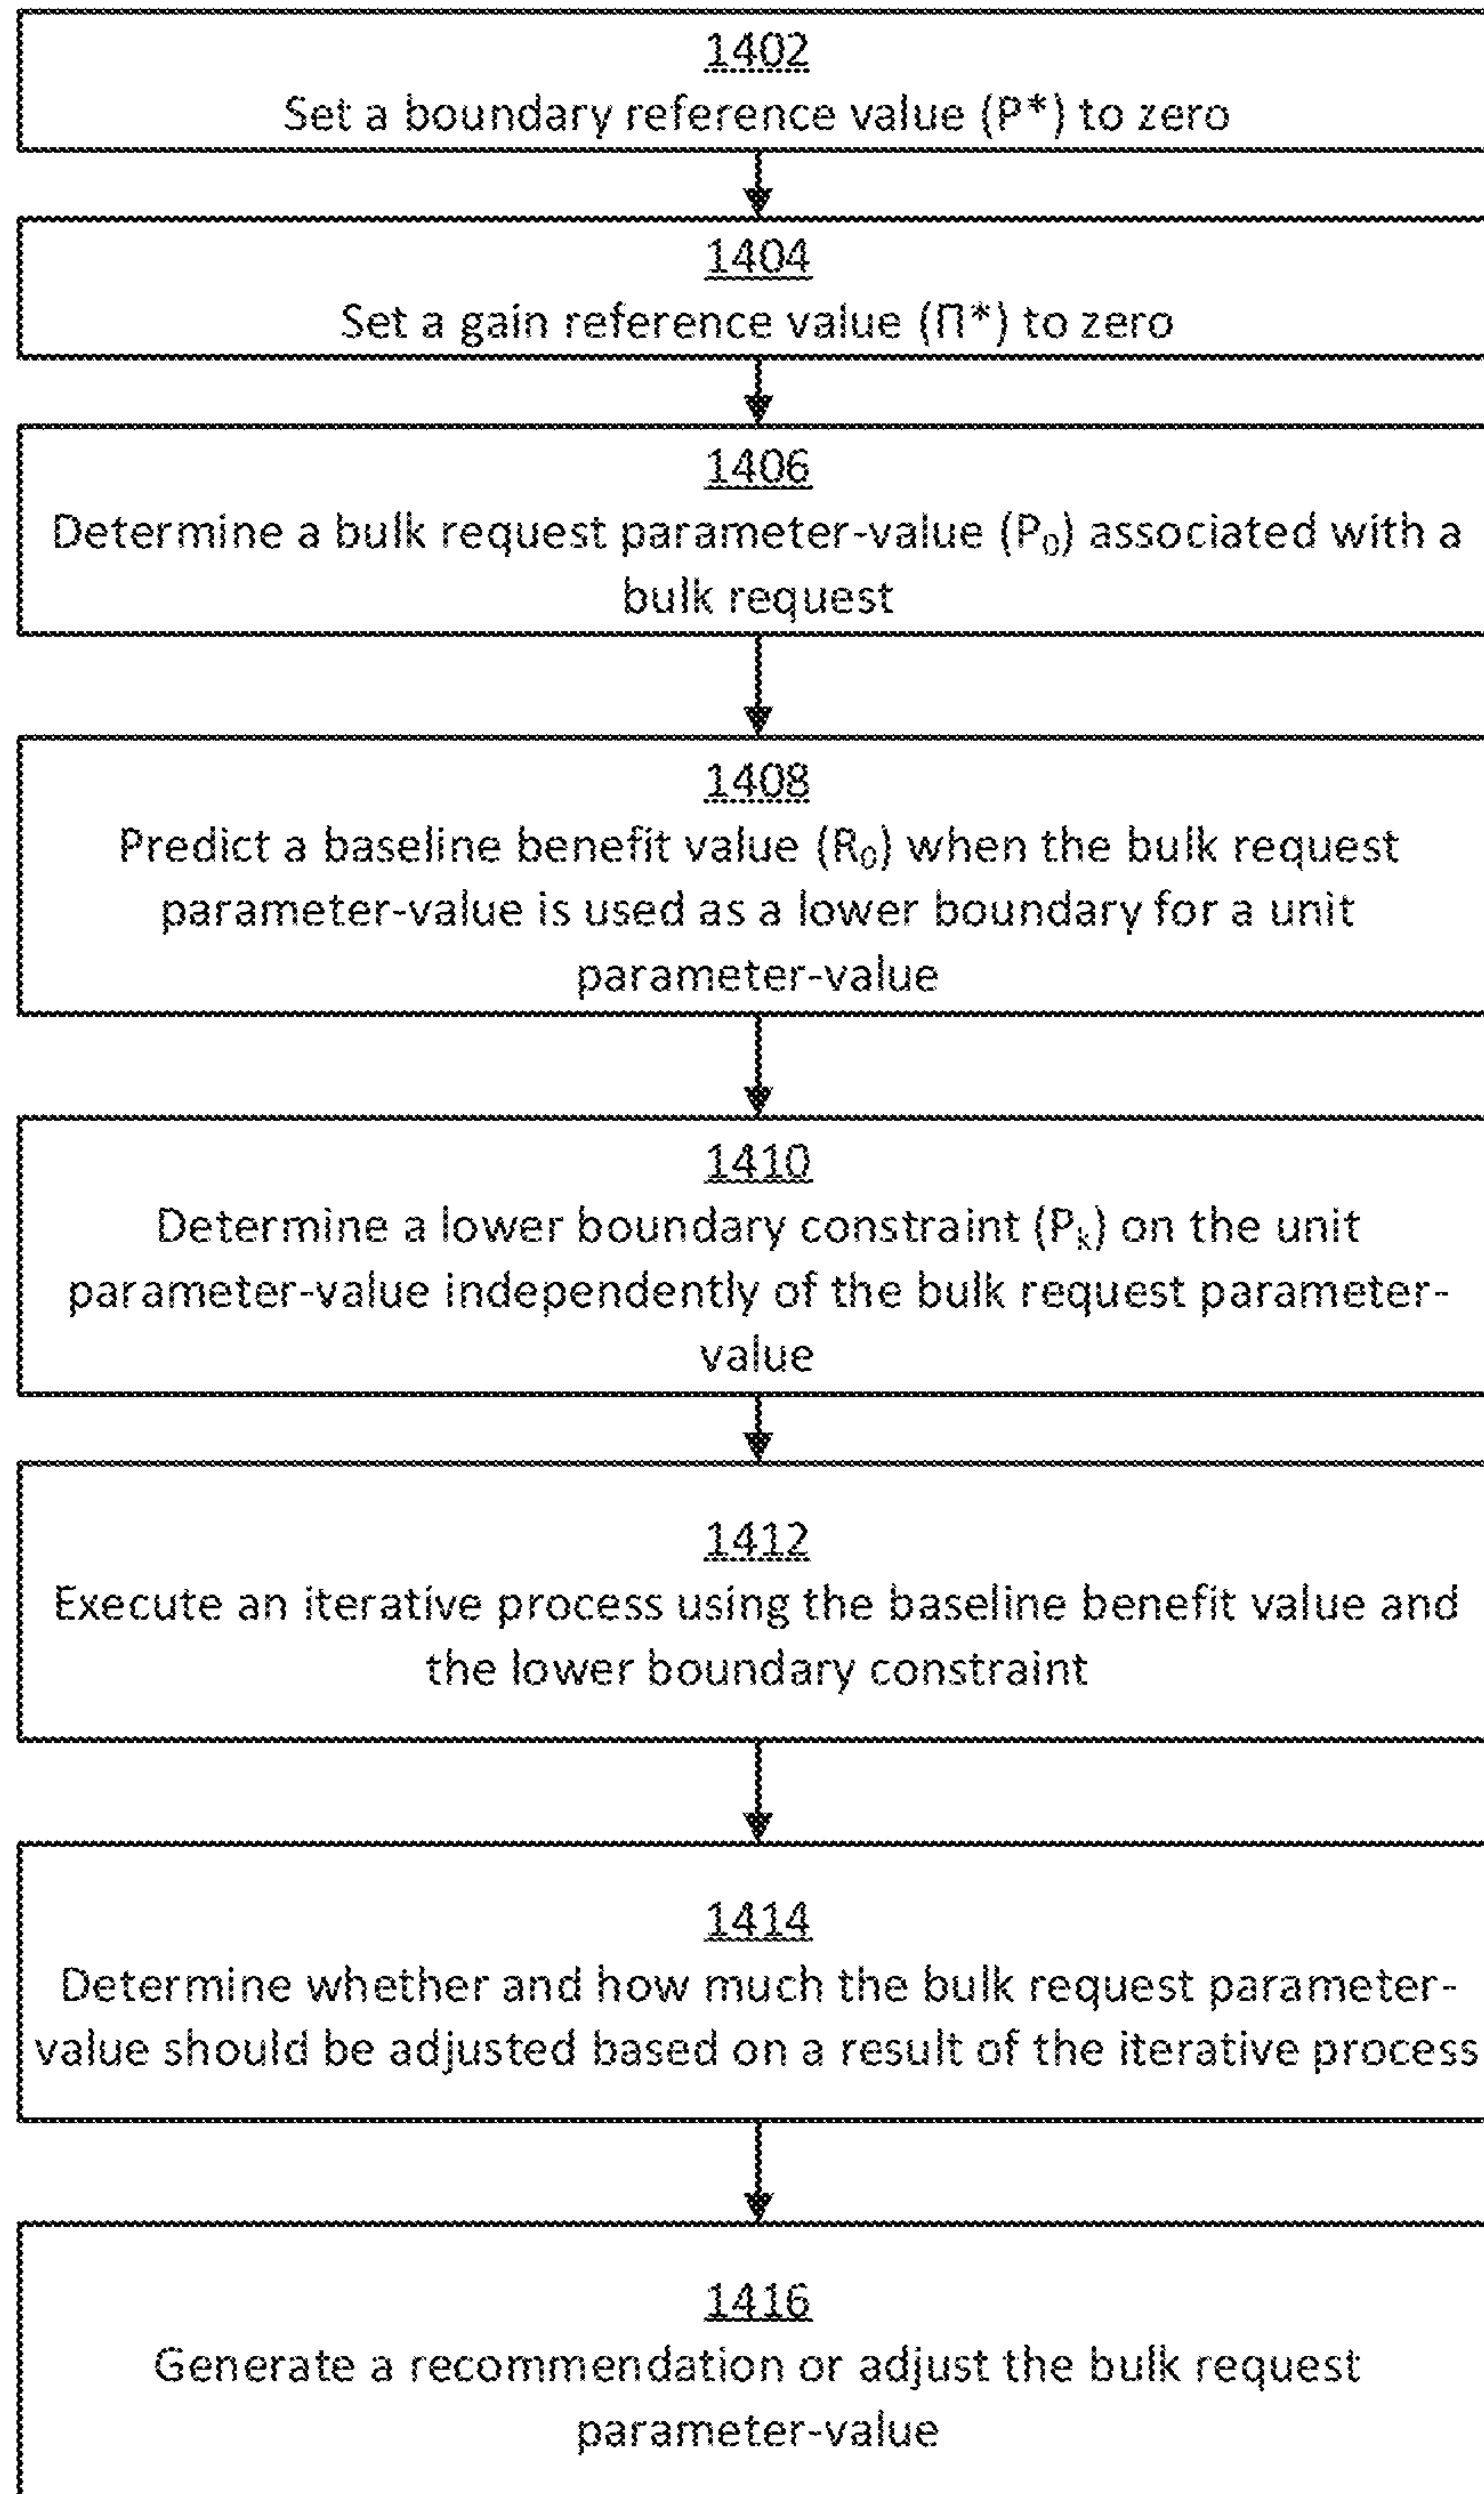 1402
Set a boundary reference value (P*) to zero
1404
Set a gain reference value (Π*) to zero
1406
Determine a bulk request parameter-value (P₀) associated with a
bulk request
1408
Predict a baseline benefit value (R₀) when the bulk request
parameter-value is used as a lower boundary for a unit
parameter-value
1410
Determine a lower boundary constraint (Pₖ) on the unit
parameter-value independently of the bulk request parameter-
value
1412
Execute an iterative process using the baseline benefit value and
the lower boundary constraint
1414
Determine whether and how much the bulk request parameter-
value should be adjusted based on a result of the iterative process
1416
Generate a recommendation or adjust the bulk request
parameter-value